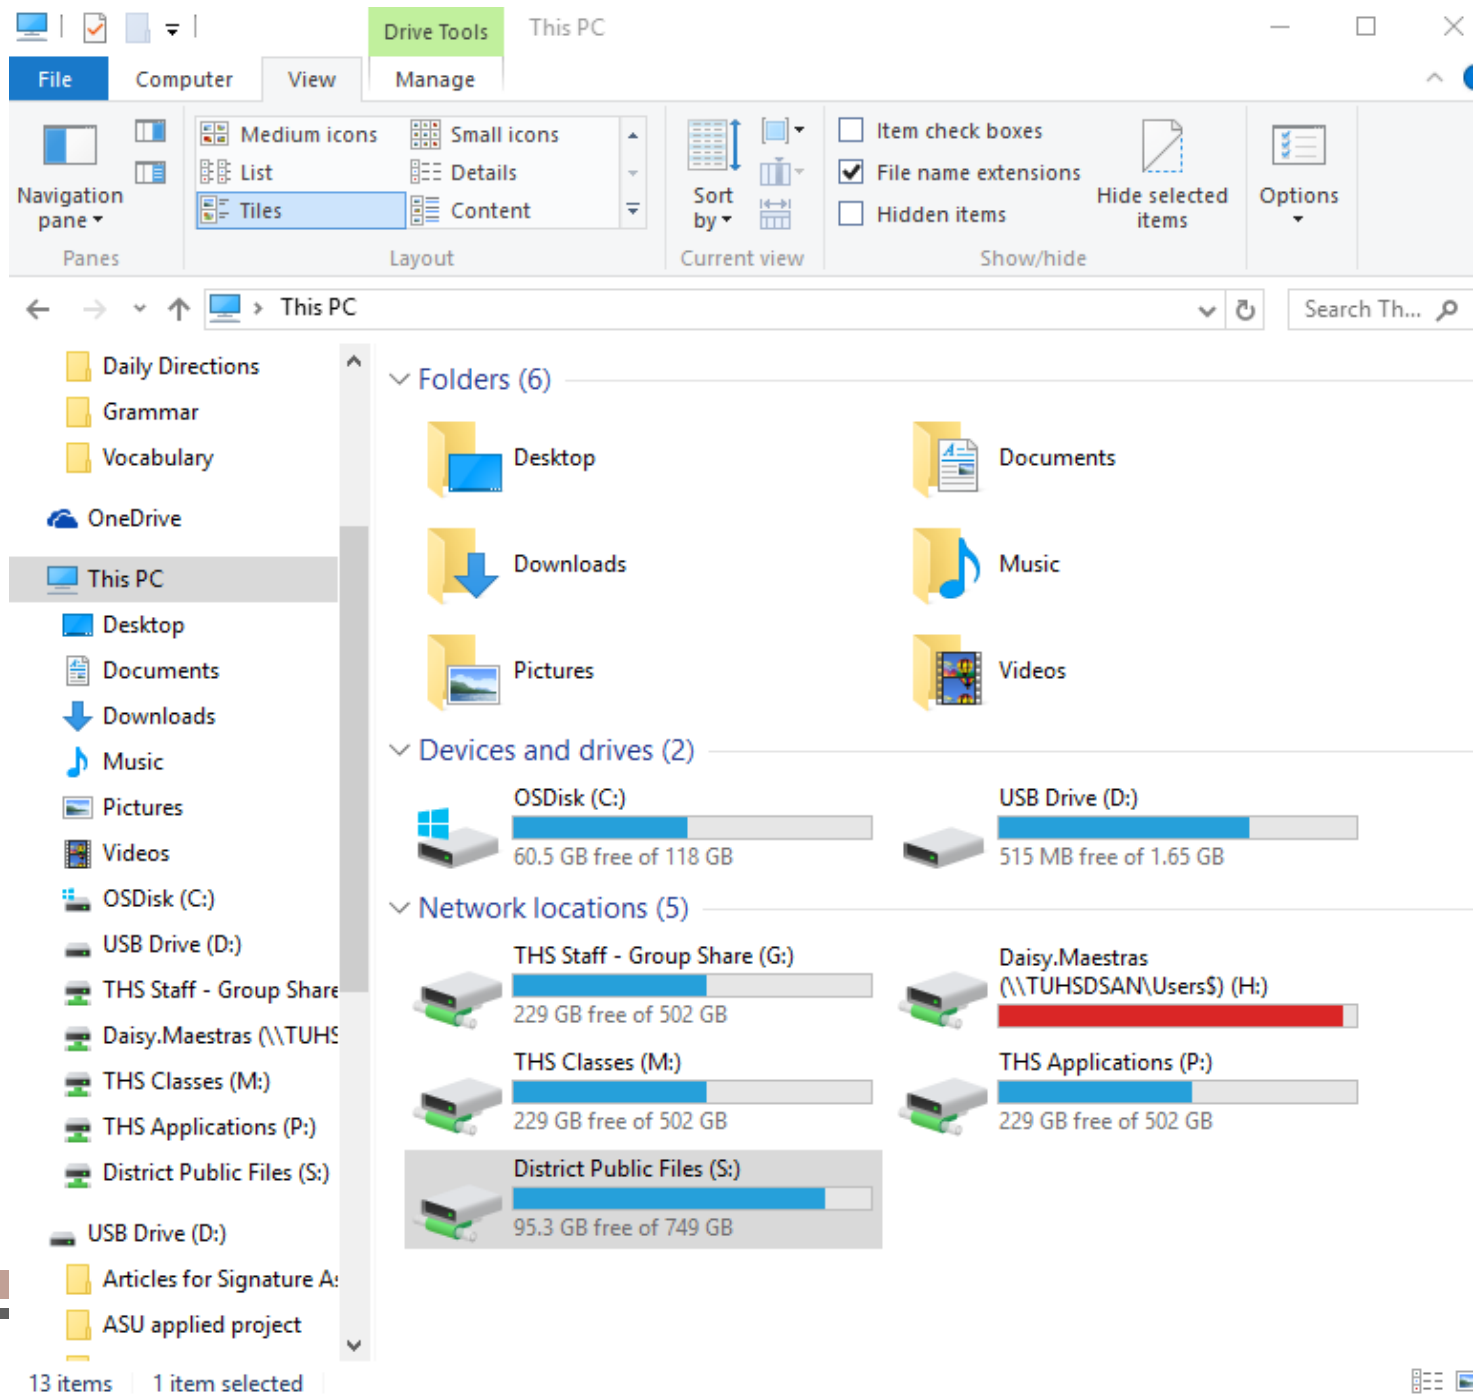 Drive Tools
This PC
File
Computer
View
Manage
Navigation
pane
Medium icons
Small icons
List
Details
Tiles
Content
Sort
by
Item check boxes
File name extensions
Hidden items
Hide selected
items
Options
Panes
Layout
Current view
Show/hide
This PC
Search Th...
Daily Directions
Grammar
Vocabulary
OneDrive
This PC
Desktop
Documents
Downloads
Music
Pictures
Videos
OSDisk (C:)
USB Drive (D:)
THS Staff - Group Share
Daisy.Maestras (\\TUHS
THS Classes (M:)
THS Applications (P:)
District Public Files (S:)
USB Drive (D:)
Articles for Signature As
ASU applied project
Folders (6)
Desktop
Documents
Downloads
Music
Pictures
Videos
Devices and drives (2)
OSDisk (C:)
60.5 GB free of 118 GB
USB Drive (D:)
515 MB free of 1.65 GB
Network locations (5)
THS Staff - Group Share (G:)
229 GB free of 502 GB
Daisy.Maestras
(\\TUHSDSAN\Users$) (H:)
THS Classes (M:)
229 GB free of 502 GB
THS Applications (P:)
229 GB free of 502 GB
District Public Files (S:)
95.3 GB free of 749 GB
13 items
1 item selected